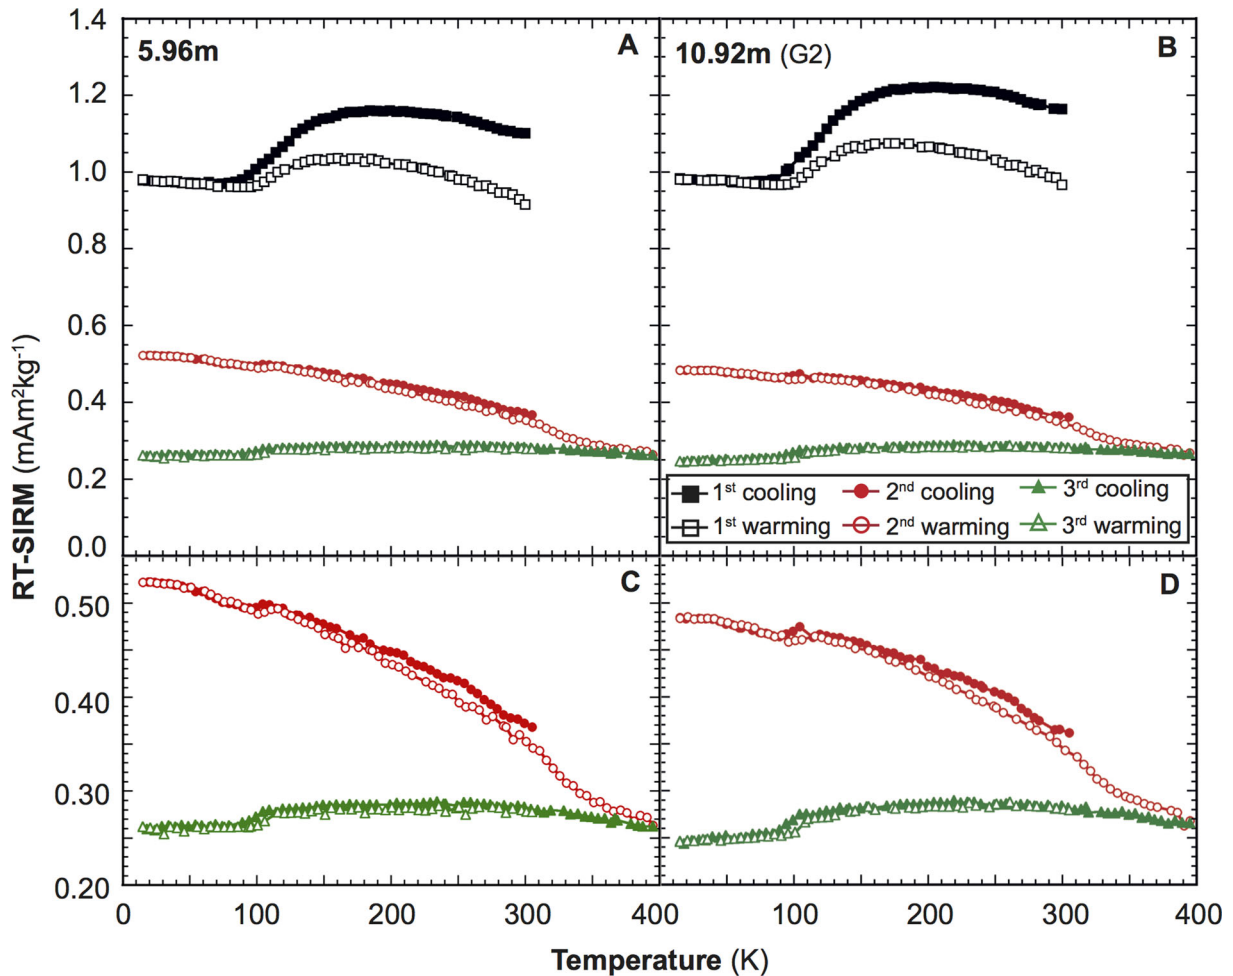 1.4
1.2
1.0
0.8
0.6
0.4
0.2
0.0
5.96m
A
10.92m (G2)
B
1st cooling
2nd cooling
3rd cooling
1st warming
2nd warming
3rd warming
RT-SIRM (mAm²kg⁻¹)
0.50
0.40
0.30
0.20
C
D
0
100
200
300
400
100
200
300
400
Temperature (K)